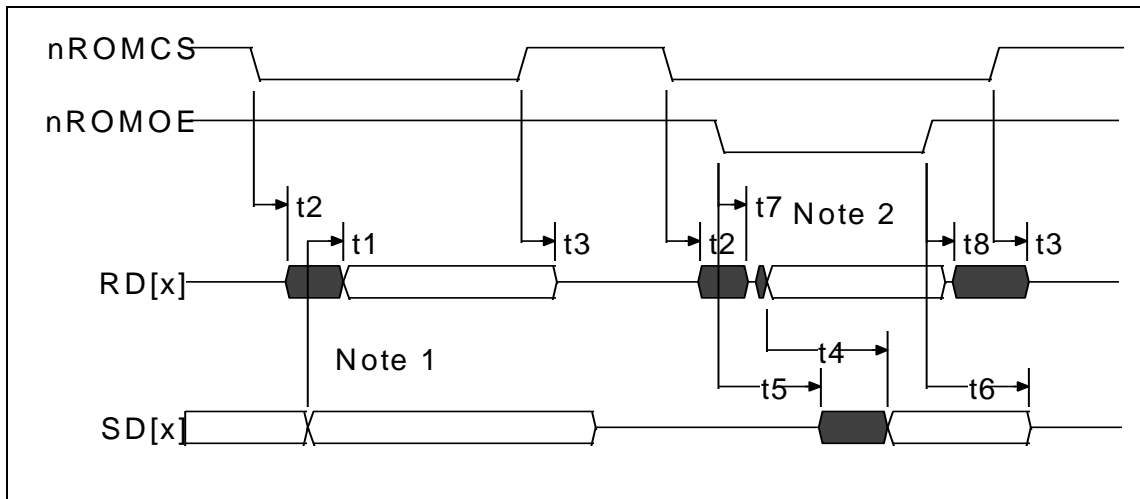 nROMCS
nROMOE
t2
t7
Note 2
t1
t3
t2
t8
t3
RD[x]
Note 1
t4
t5
t6
SD[x]